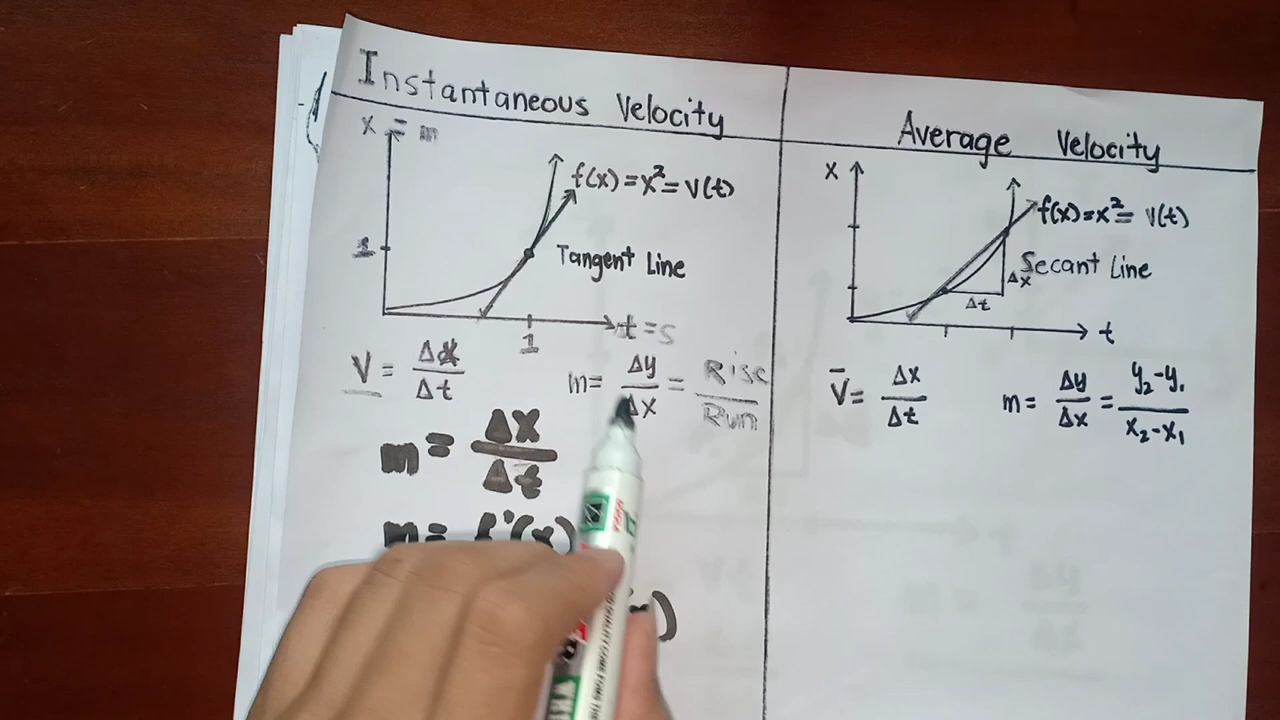 Instantaneous Velocity
x = m
f(x) = x² = v(t)
1
Tangent Line
t = s
1
V = Δx/Δt
m = Δy/Δx = Rise/Run
m = Δx/Δt
m = f'(x)
)
Average Velocity
x
f(x) = x² = v(t)
Secant Line
Δx
Δt
t
V̄ = Δx/Δt
m = Δy/Δx = y₂-y₁/x₂-x₁